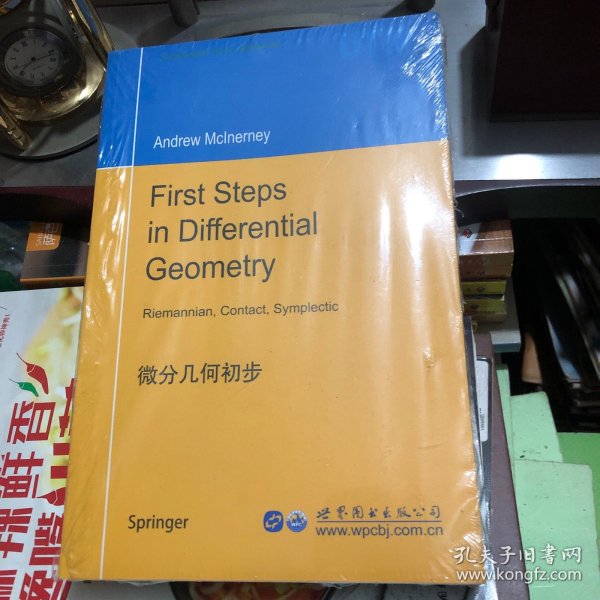 Andrew McInerney
First Steps
in Differential
Geometry
Riemannian, Contact, Symplectic
微分几何初步
Springer
世界图书出版公司
www.wpcbj.com.cn
鲜香
孔夫子旧书网
www.kongfz.com